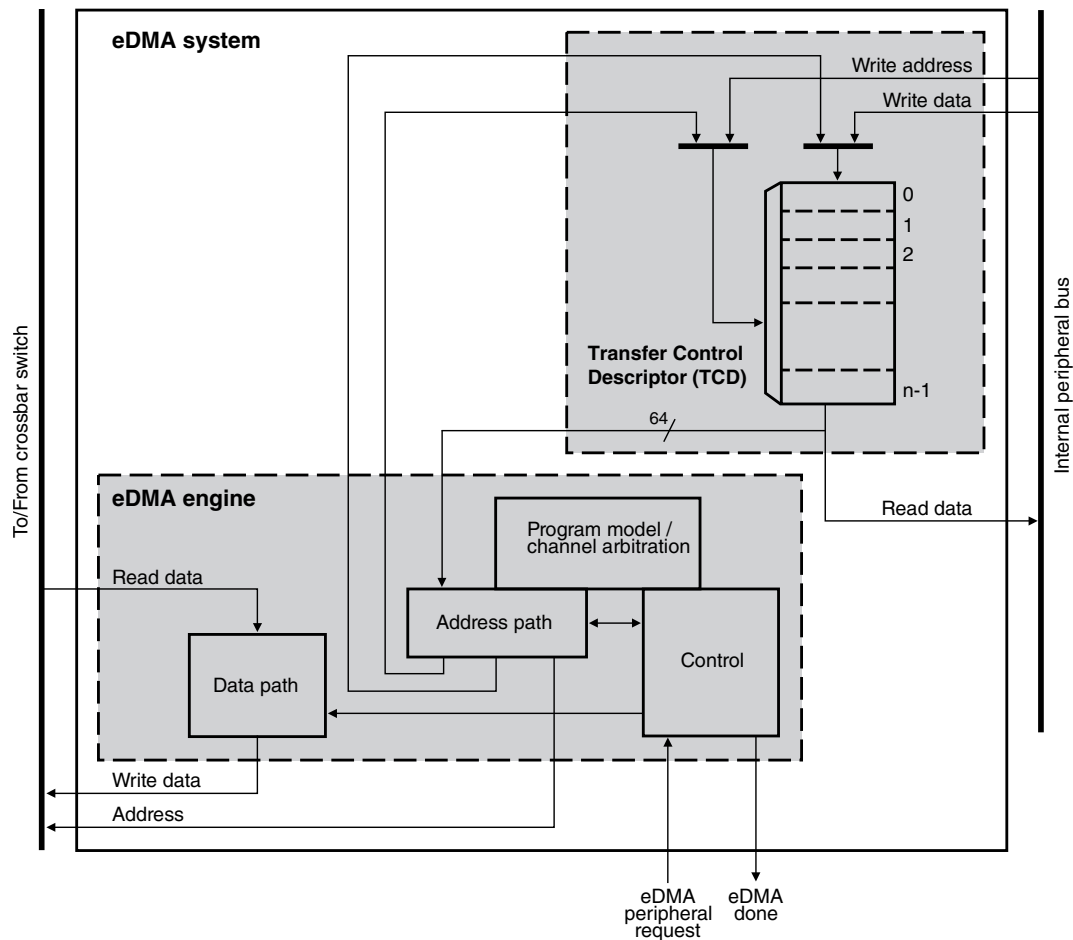 eDMA system
Write address
Write data
0
1
2
Transfer Control
Descriptor (TCD)
n-1
64
To/From crossbar switch
Internal peripheral bus
eDMA engine
Program model /
channel arbitration
Read data
Read data
Address path
Control
Data path
Write data
Address
eDMA
peripheral
request
eDMA
done